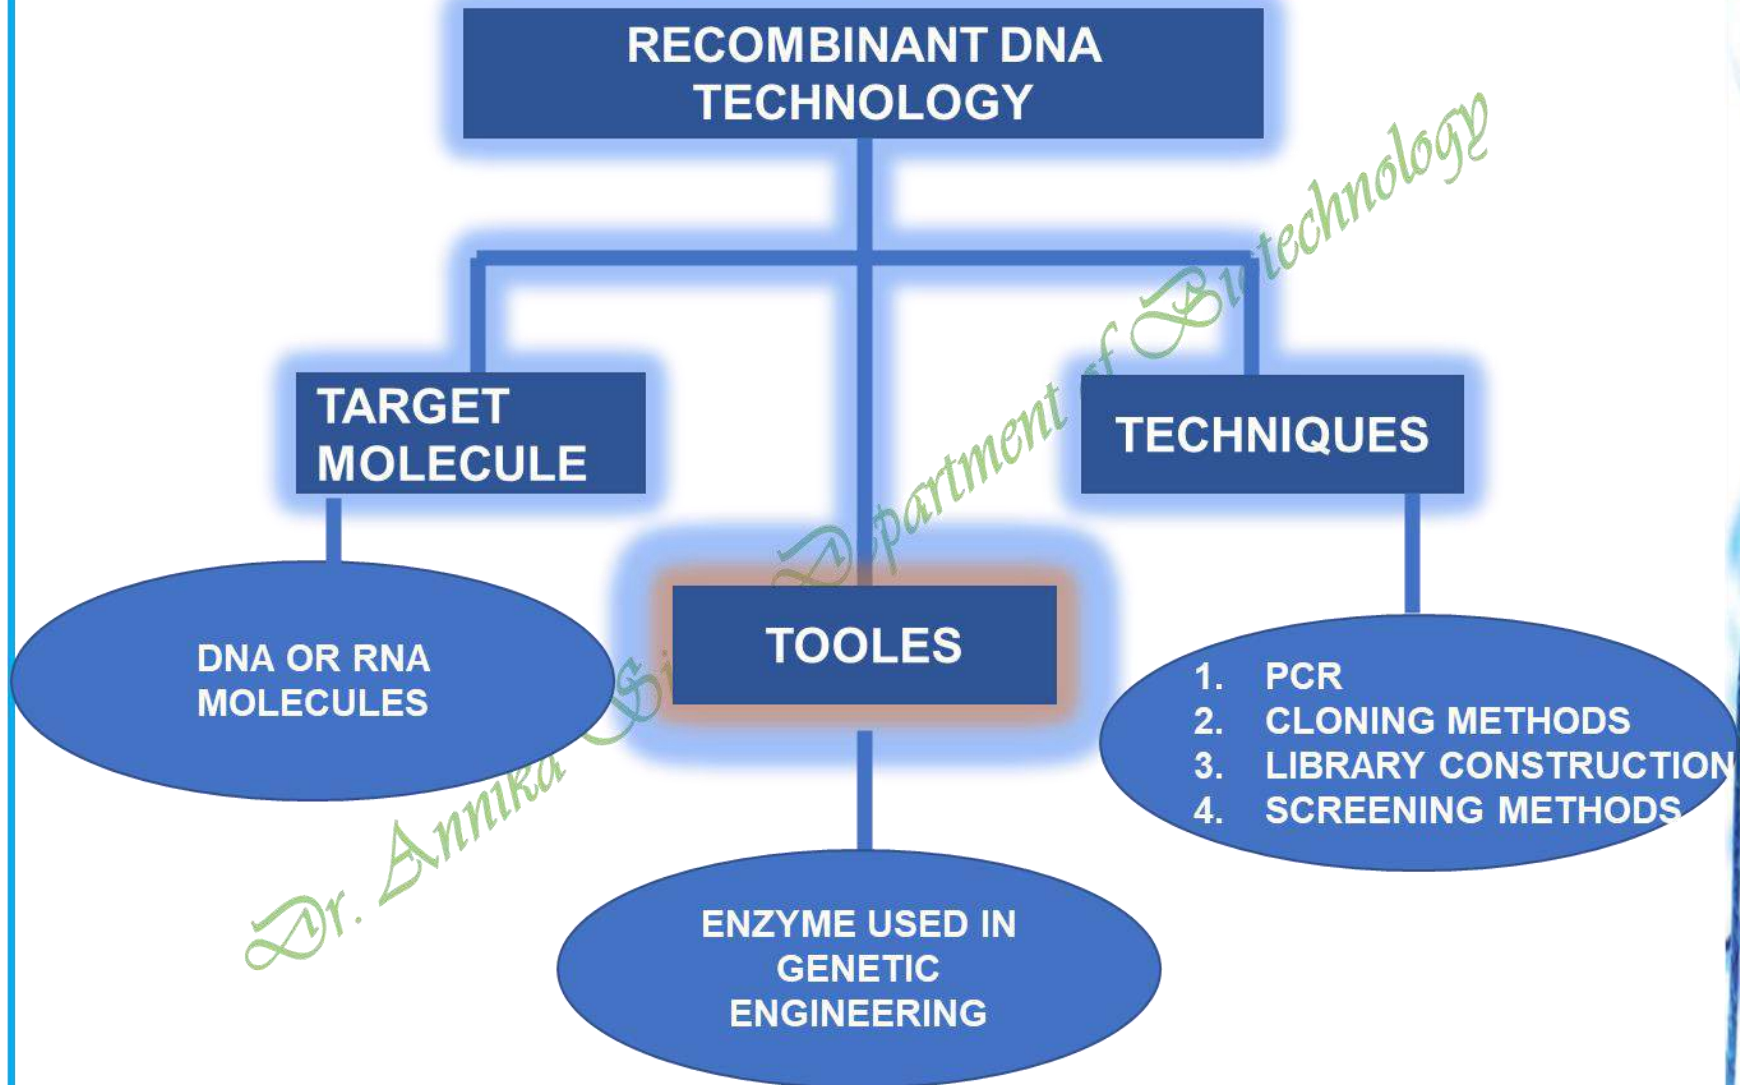 RECOMBINANT DNA
TECHNOLOGY
TARGET
MOLECULE
TECHNIQUES
TOOLES
DNA OR RNA
MOLECULES
1. PCR
2. CLONING METHODS
3. LIBRARY CONSTRUCTION
4. SCREENING METHODS
ENZYME USED IN
GENETIC
ENGINEERING
Dr. Annika Department of Biotechnology